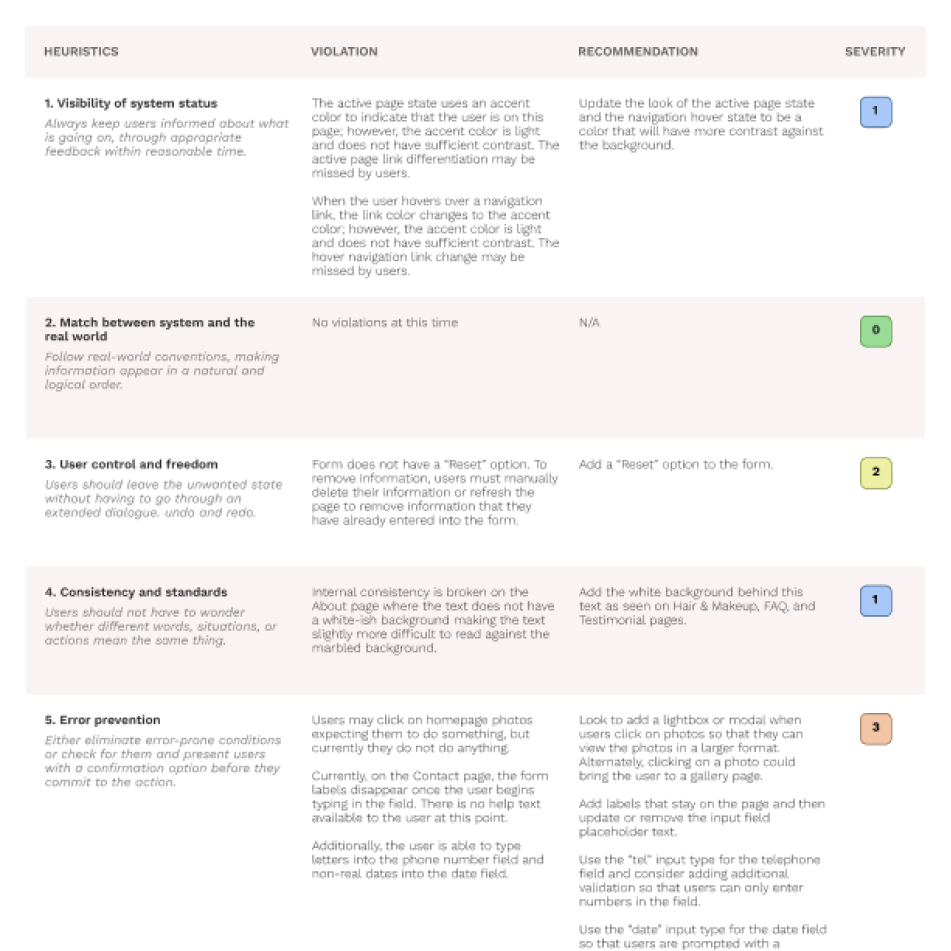 HEURISTICS
VIOLATION
RECOMMENDATION
SEVERITY
1. Visibility of system status
Always keep users informed about what
is going on, through appropriate
feedback within reasonable time.
The active page state uses an accent
color to indicate that the user is on this
page; however, the accent color is light
and does not have sufficient contrast. The
active page link differentiation may be
missed by users.
When the user hovers over a navigation
link, the link color changes to the accent
color; however, the accent color is light
and does not have sufficient contrast. The
hover navigation link change may be
missed by users.
Update the look of the active page state
and the navigation hover state to be a
color that will have more contrast against
the background.
1
2. Match between system and the
real world
Follow real-world conventions, making
information appear in a natural and
logical order.
No violations at this time
N/A
0
3. User control and freedom
Users should leave the unwanted state
without having to go through an
extended dialogue. undo and redo.
Form does not have a "Reset" option. To
remove information, users must manually
delete their information or refresh the
page to remove information that they
have already entered into the form.
Add a "Reset" option to the form.
2
4. Consistency and standards
Users should not have to wonder
whether different words, situations, or
actions mean the same thing.
Internal consistency is broken on the
About page where the text does not have
a white-ish background making the text
slightly more difficult to read against the
marbled background.
Add the white background behind this
text as seen on Hair & Makeup, FAQ, and
Testimonial pages.
1
5. Error prevention
Either eliminate error-prone conditions
or check for them and present users
with a confirmation option before they
commit to the action.
Users may click on homepage photos
expecting them to do something, but
currently they do not do anything.
Currently, on the Contact page, the form
labels disappear once the user begins
typing in the field. There is no help text
available to the user at this point.
Additionally, the user is able to type
letters into the phone number field and
non-real dates into the date field.
Look to add a lightbox or modal when
users click on photos so that they can
view the photos in a larger format.
Alternately, clicking on a photo could
bring the user to a gallery page.
Add labels that stay on the page and then
update or remove the input field
placeholder text.
Use the "tel" input type for the telephone
field and consider adding additional
validation so that users can only enter
numbers in the field.
Use the "date" input type for the date field
so that users are prompted with a
3